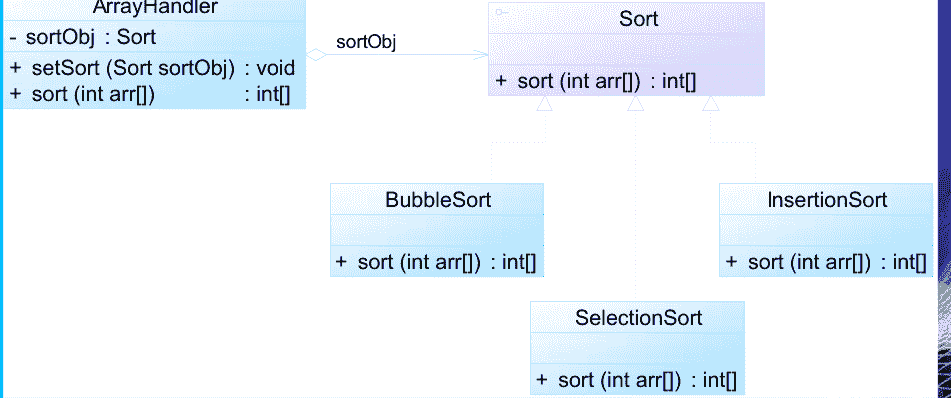 ArrayHandler
- sortObj : Sort
+ setSort (Sort sortObj) : void
+ sort (int arr[]) : int[]
sortObj
Sort
+ sort (int arr[]) : int[]
BubbleSort
+ sort (int arr[]) : int[]
InsertionSort
+ sort (int arr[]) : int[]
SelectionSort
+ sort (int arr[]) : int[]